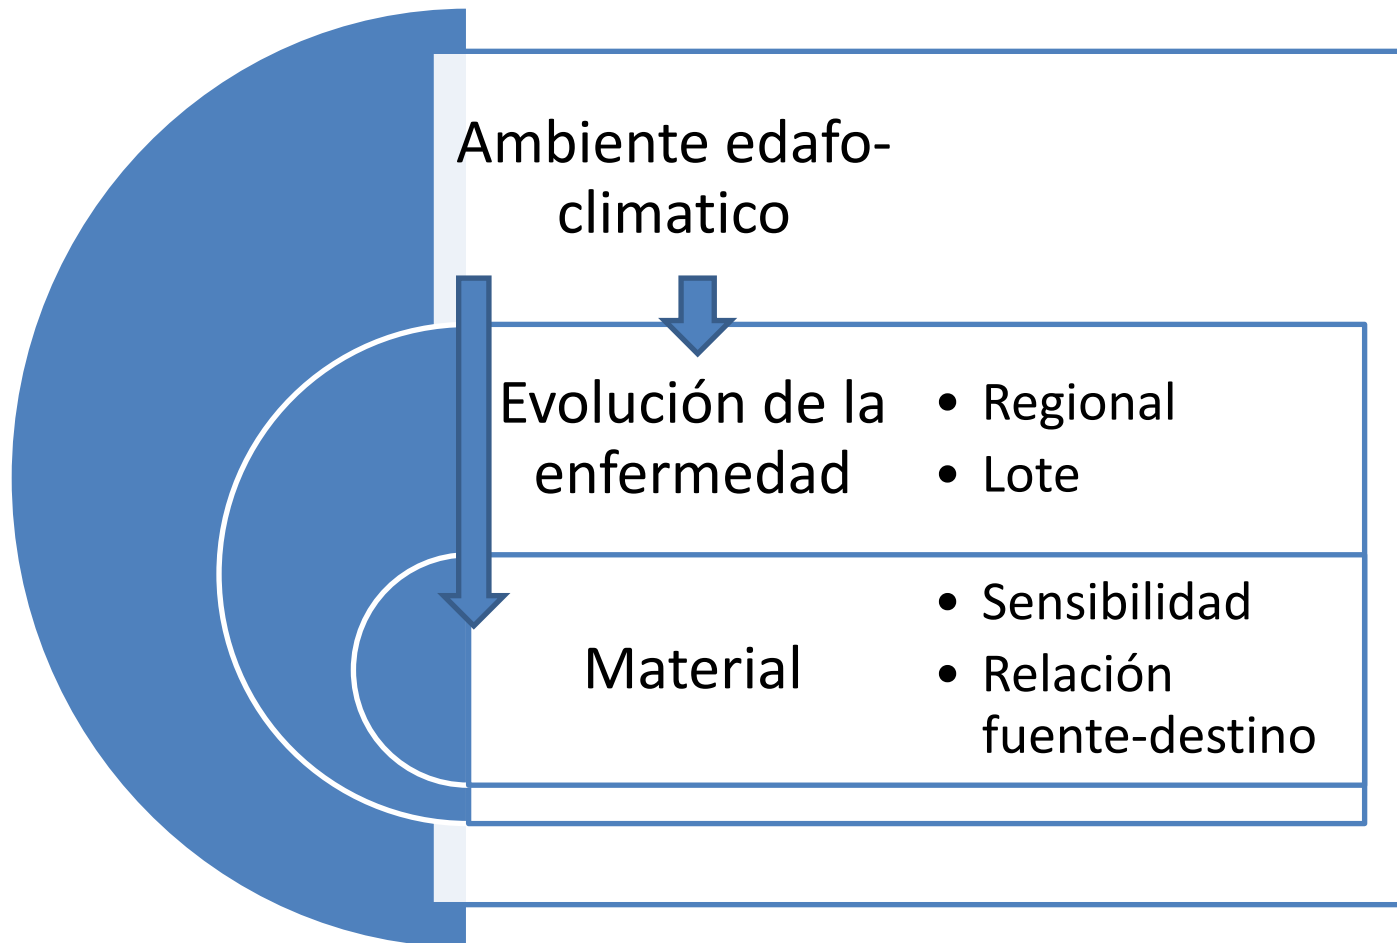 Ambiente edafo-
climatico
Evolución de la
enfermedad
• Regional
• Lote
Material
• Sensibilidad
• Relación
fuente-destino